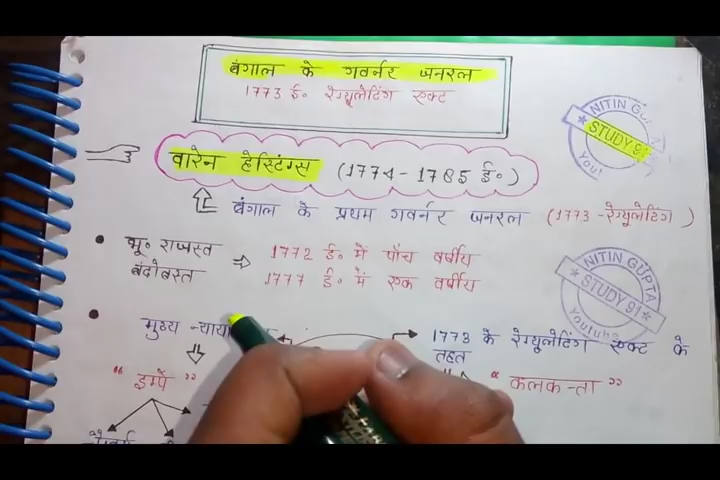 बंगाल के गवर्नर जनरल
1773 ई० रेग्यूलेटिंग एक्ट
वारेन हेस्टिंग्स (1774-1785 ई०)
बंगाल के प्रथम गवर्नर जनरल (1773-रेग्यूलेटिंग)
भू० राजस्व बंदोबस्त ⇒ 1772 ई० में पाँच वर्षीय
1777 ई० में एक वर्षीय
मुख्य न्याया
1773 के रेग्यूलेटिंग एक्ट के
तहत
" इम्पे "
" कलकत्ता "
NITIN GUPTA
STUDY 91
YouTube
NITIN GUPTA
STUDY 91
YouTube